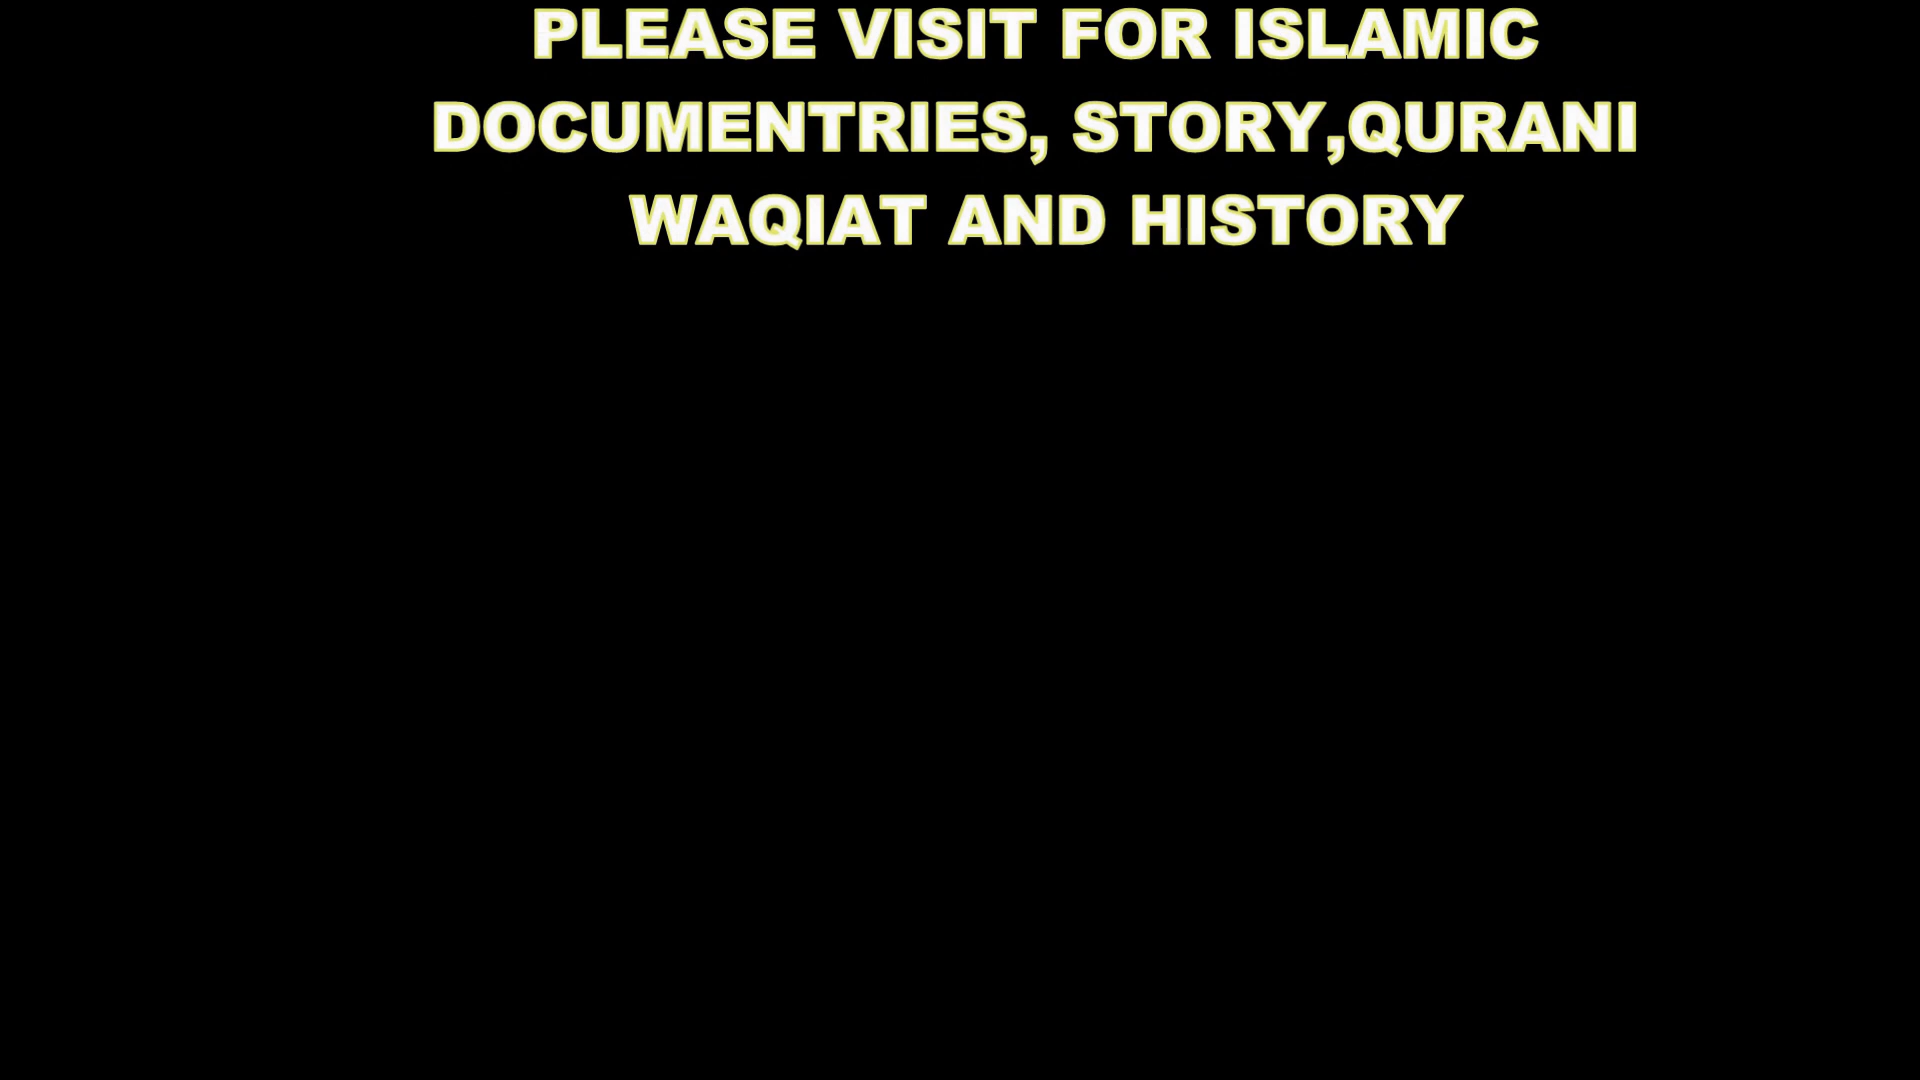 PLEASE VISIT FOR ISLAMIC
DOCUMENTRIES, STORY,QURANI
WAQIAT AND HISTORY